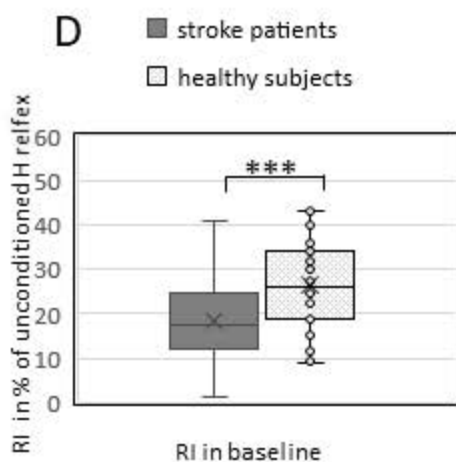 D
stroke patients
healthy subjects
RI in % of unconditioned H relfex
60
50
40
30
20
10
0
***
RI in baseline